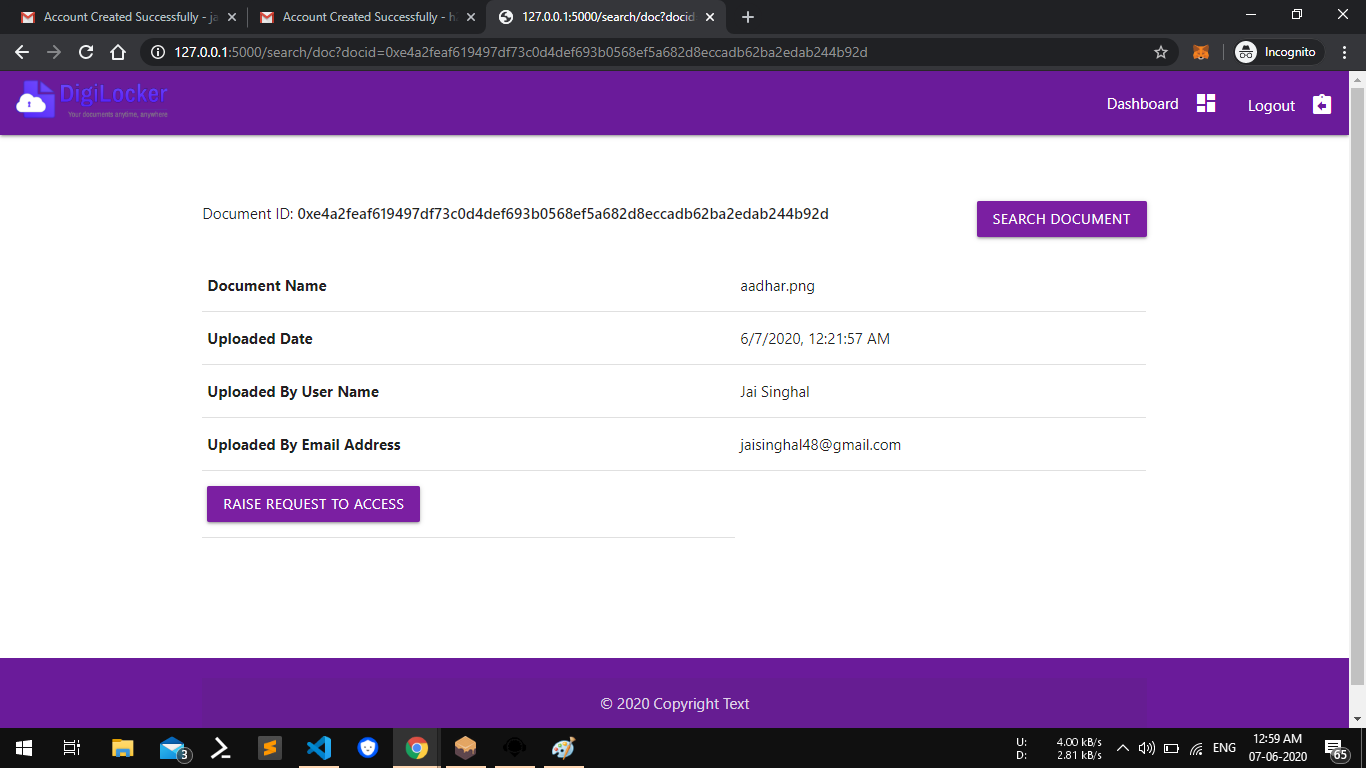 Account Created Successfully - ja
Account Created Successfully - h2
127.0.0.1:5000/search/doc?docid
127.0.0.1:5000/search/doc?docid=0xe4a2feaf619497df73c0d4def693b0568ef5a682d8eccadb62ba2edab244b92d
Incognito
DigiLocker
Your documents anytime, anywhere
Dashboard
Logout
Document ID: 0xe4a2feaf619497df73c0d4def693b0568ef5a682d8eccadb62ba2edab244b92d
SEARCH DOCUMENT
Document Name aadhar.png
Uploaded Date 6/7/2020, 12:21:57 AM
Uploaded By User Name Jai Singhal
Uploaded By Email Address jaisinghal48@gmail.com
RAISE REQUEST TO ACCESS
© 2020 Copyright Text
3
U: 4.00 kB/s
D: 2.81 kB/s
ENG
12:59 AM
07-06-2020
65